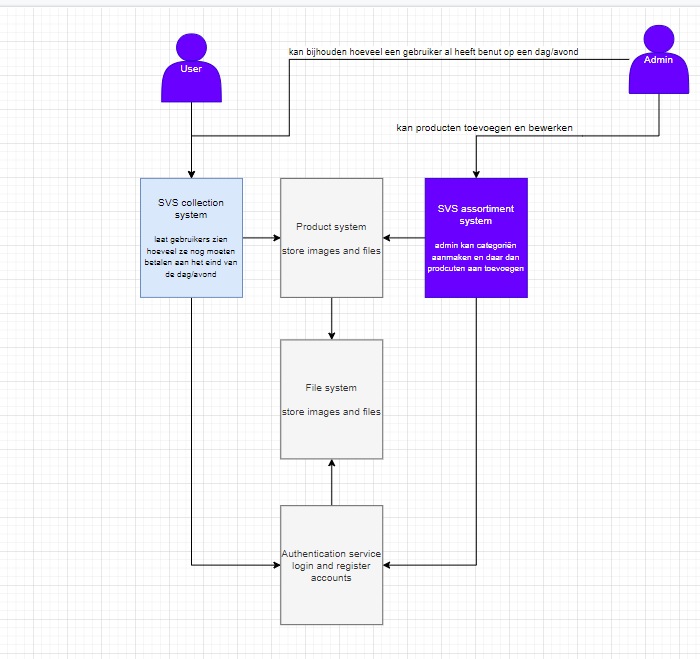 kan bijhouden hoeveel een gebruiker al heeft benut op een dag/avond
User
Admin
kan producten toevoegen en bewerken
SVS collection
system
laat gebruikers zien
hoeveel ze nog moeten
betalen aan het eind van
de dag/avond
Product system
store images and files
SVS assortiment
system
admin kan categoriën
aanmaken en daar dan
prodcuten aan toevoegen
File system
store images and files
Authentication service
login and register
accounts